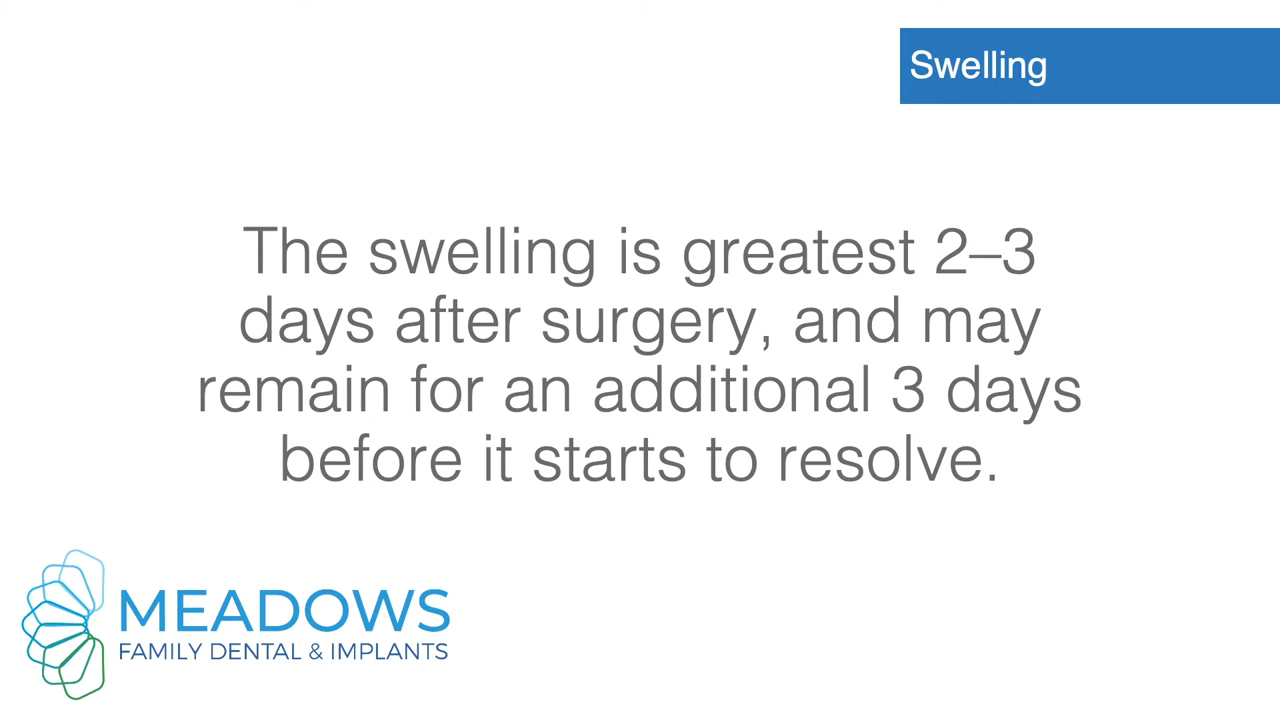 Swelling
The swelling is greatest 2–3
days after surgery, and may
remain for an additional 3 days
before it starts to resolve.
MEADOWS
FAMILY DENTAL & IMPLANTS